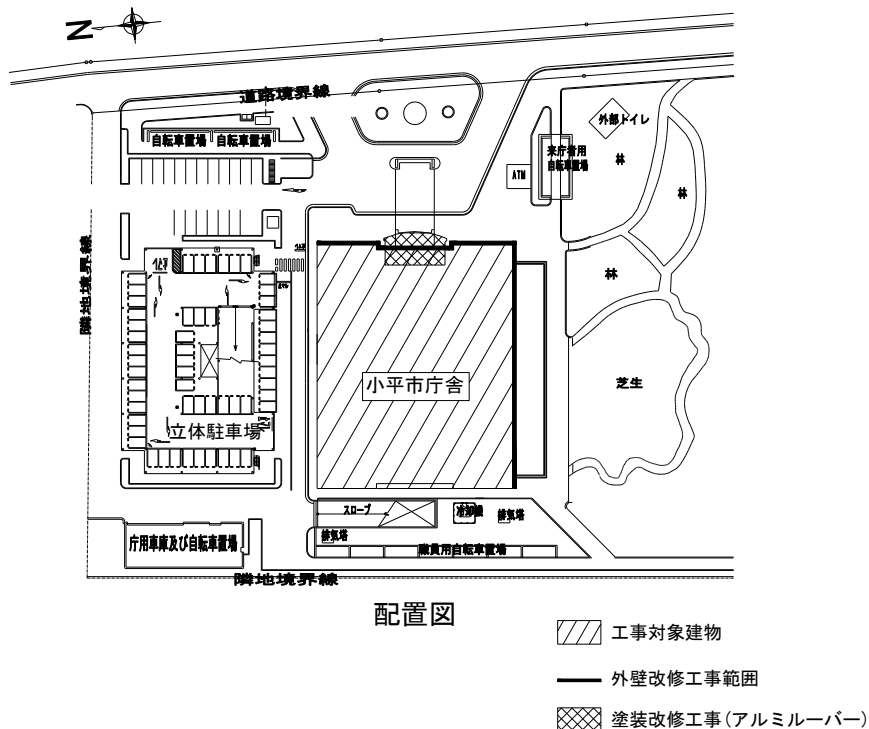 N
道路境界線
自転車置場 自転車置場
外部トイレ
来庁者用
自転車置場
ATM
林
林
林
隣地境界線
芝生
小平市庁舎
立体駐車場
スロープ
冷却塔
排気塔
排気塔
職員用自転車置場
庁用車庫及び自転車置場
隣地境界線
配置図
工事対象建物
外壁改修工事範囲
塗装改修工事(アルミルーバー)